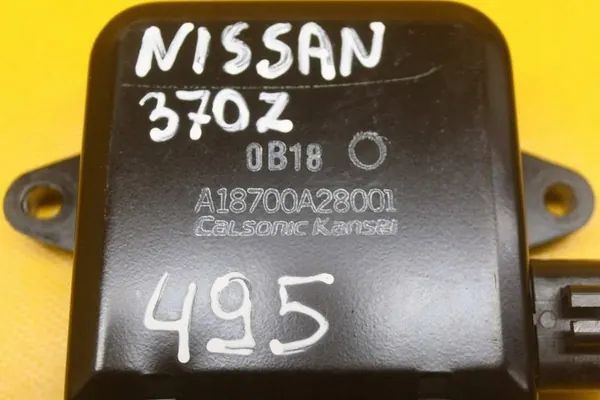 NISSAN
370Z
0B18
A18700A28001
Calsonic Kansei
495